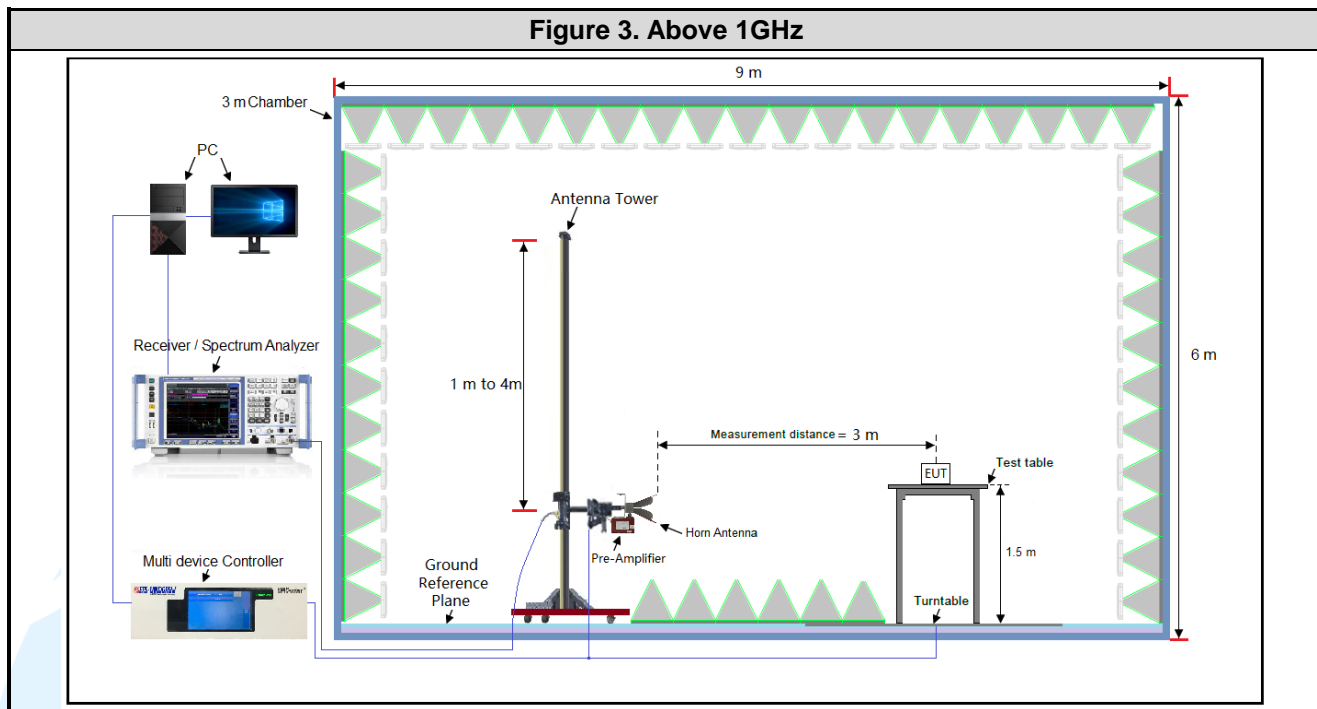 Figure 3. Above 1GHz
9 m
3 m Chamber
PC
Antenna Tower
Receiver / Spectrum Analyzer
6 m
1 m to 4m
Measurement distance = 3 m
EUT
Test table
Horn Antenna
Pre-Amplifier
1.5 m
Multi device Controller
Ground
Reference
Plane
Turntable